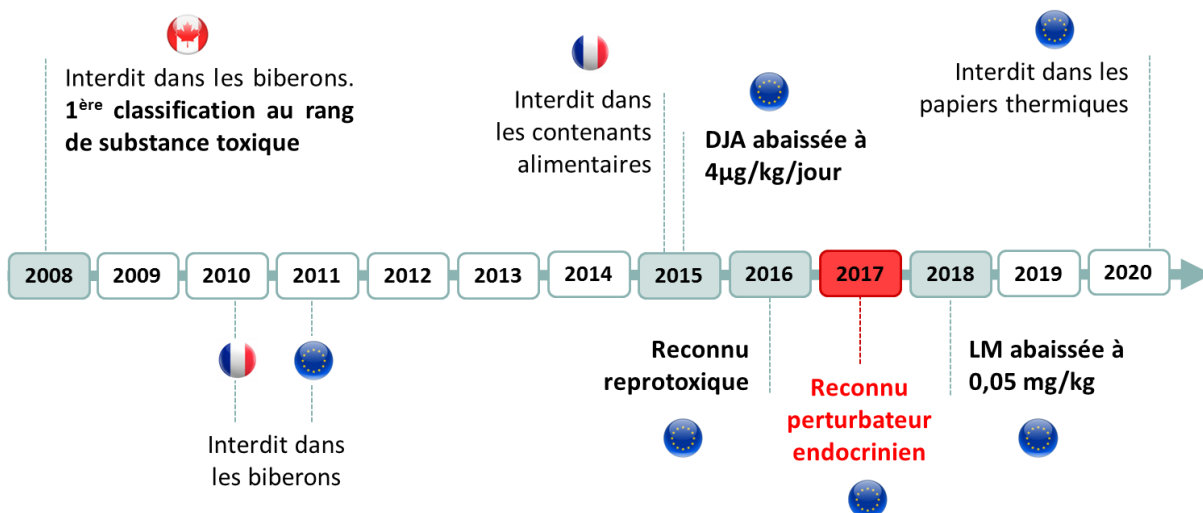 Interdit dans les biberons.
1ère classification au rang
de substance toxique
Interdit dans
les contenants
alimentaires
DJA abaissée à
4µg/kg/jour
Interdit dans les
papiers thermiques
2008 2009 2010 2011 2012 2013 2014 2015 2016 2017 2018 2019 2020
Interdit dans
les biberons
Reconnu
reprotoxique
Reconnu
perturbateur
endocrinien
LM abaissée à
0,05 mg/kg